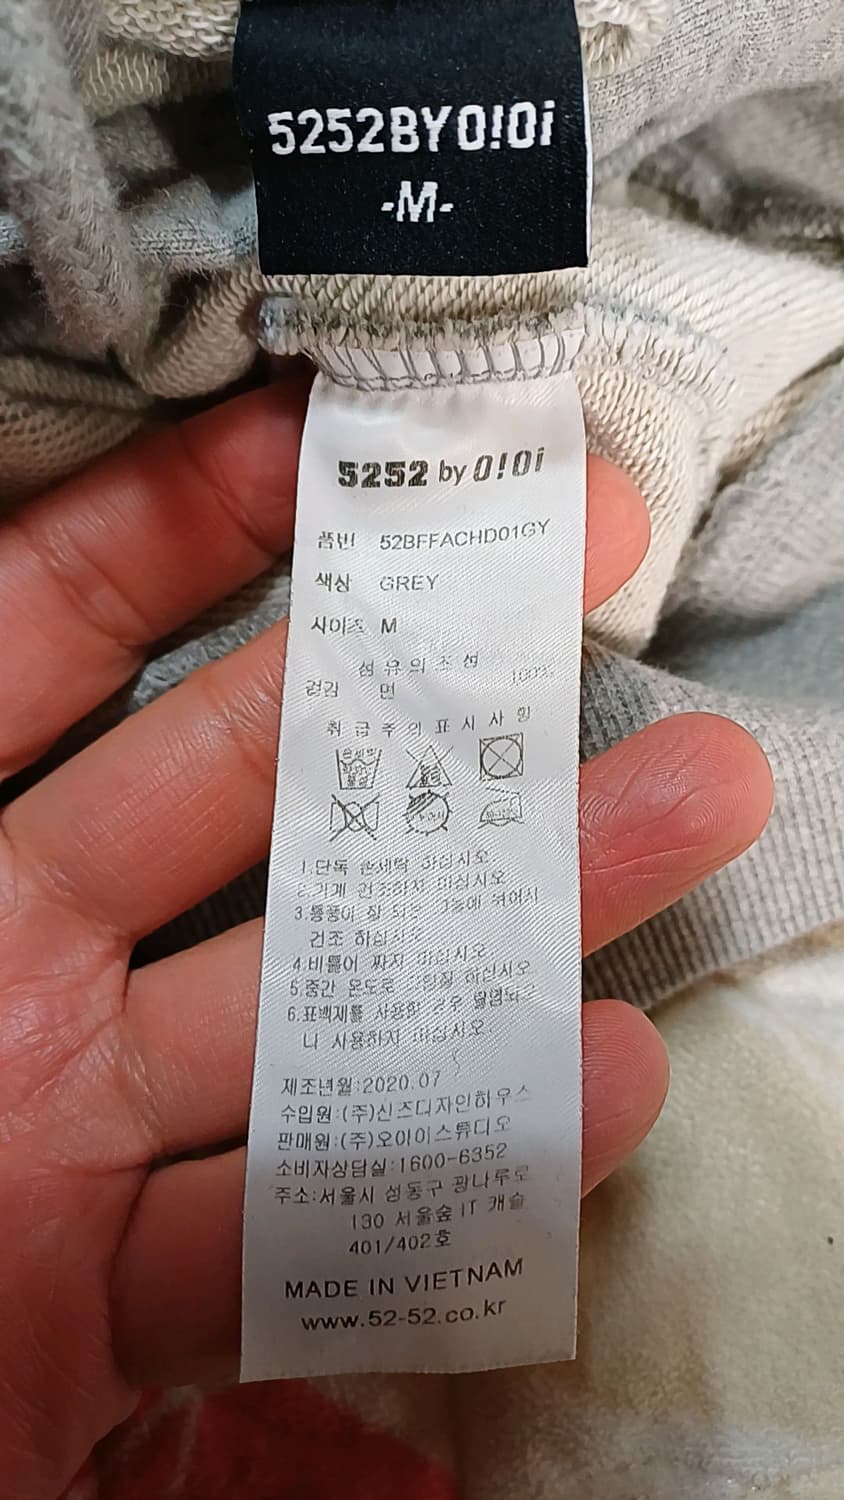 5252BYO!Oi
-M-
5252 by O!Oi
품번 52BFFACHD01GY
색상 GREY
사이즈 M
섬유의 조성
겉감 면 100%
취급주의 표시사항
1.단독 손세탁 하십시오.
2.기계 건조하지 마십시오.
3.통풍이 잘 되는 그늘에 뉘어서
건조 하십시오.
4.비틀어 짜지 마십시오.
5.중간 온도로 다림질 하십시오.
6.표백제를 사용한 경우 탈염되오
니 사용하지 마십시오.
제조년월:2020.07
수입원:(주)신즈디자인하우스
판매원:(주)오아이스튜디오
소비자상담실:1600-6352
주소:서울시 성동구 광나루로
130 서울숲 IT 캐슬
401/402호
MADE IN VIETNAM
www.52-52.co.kr